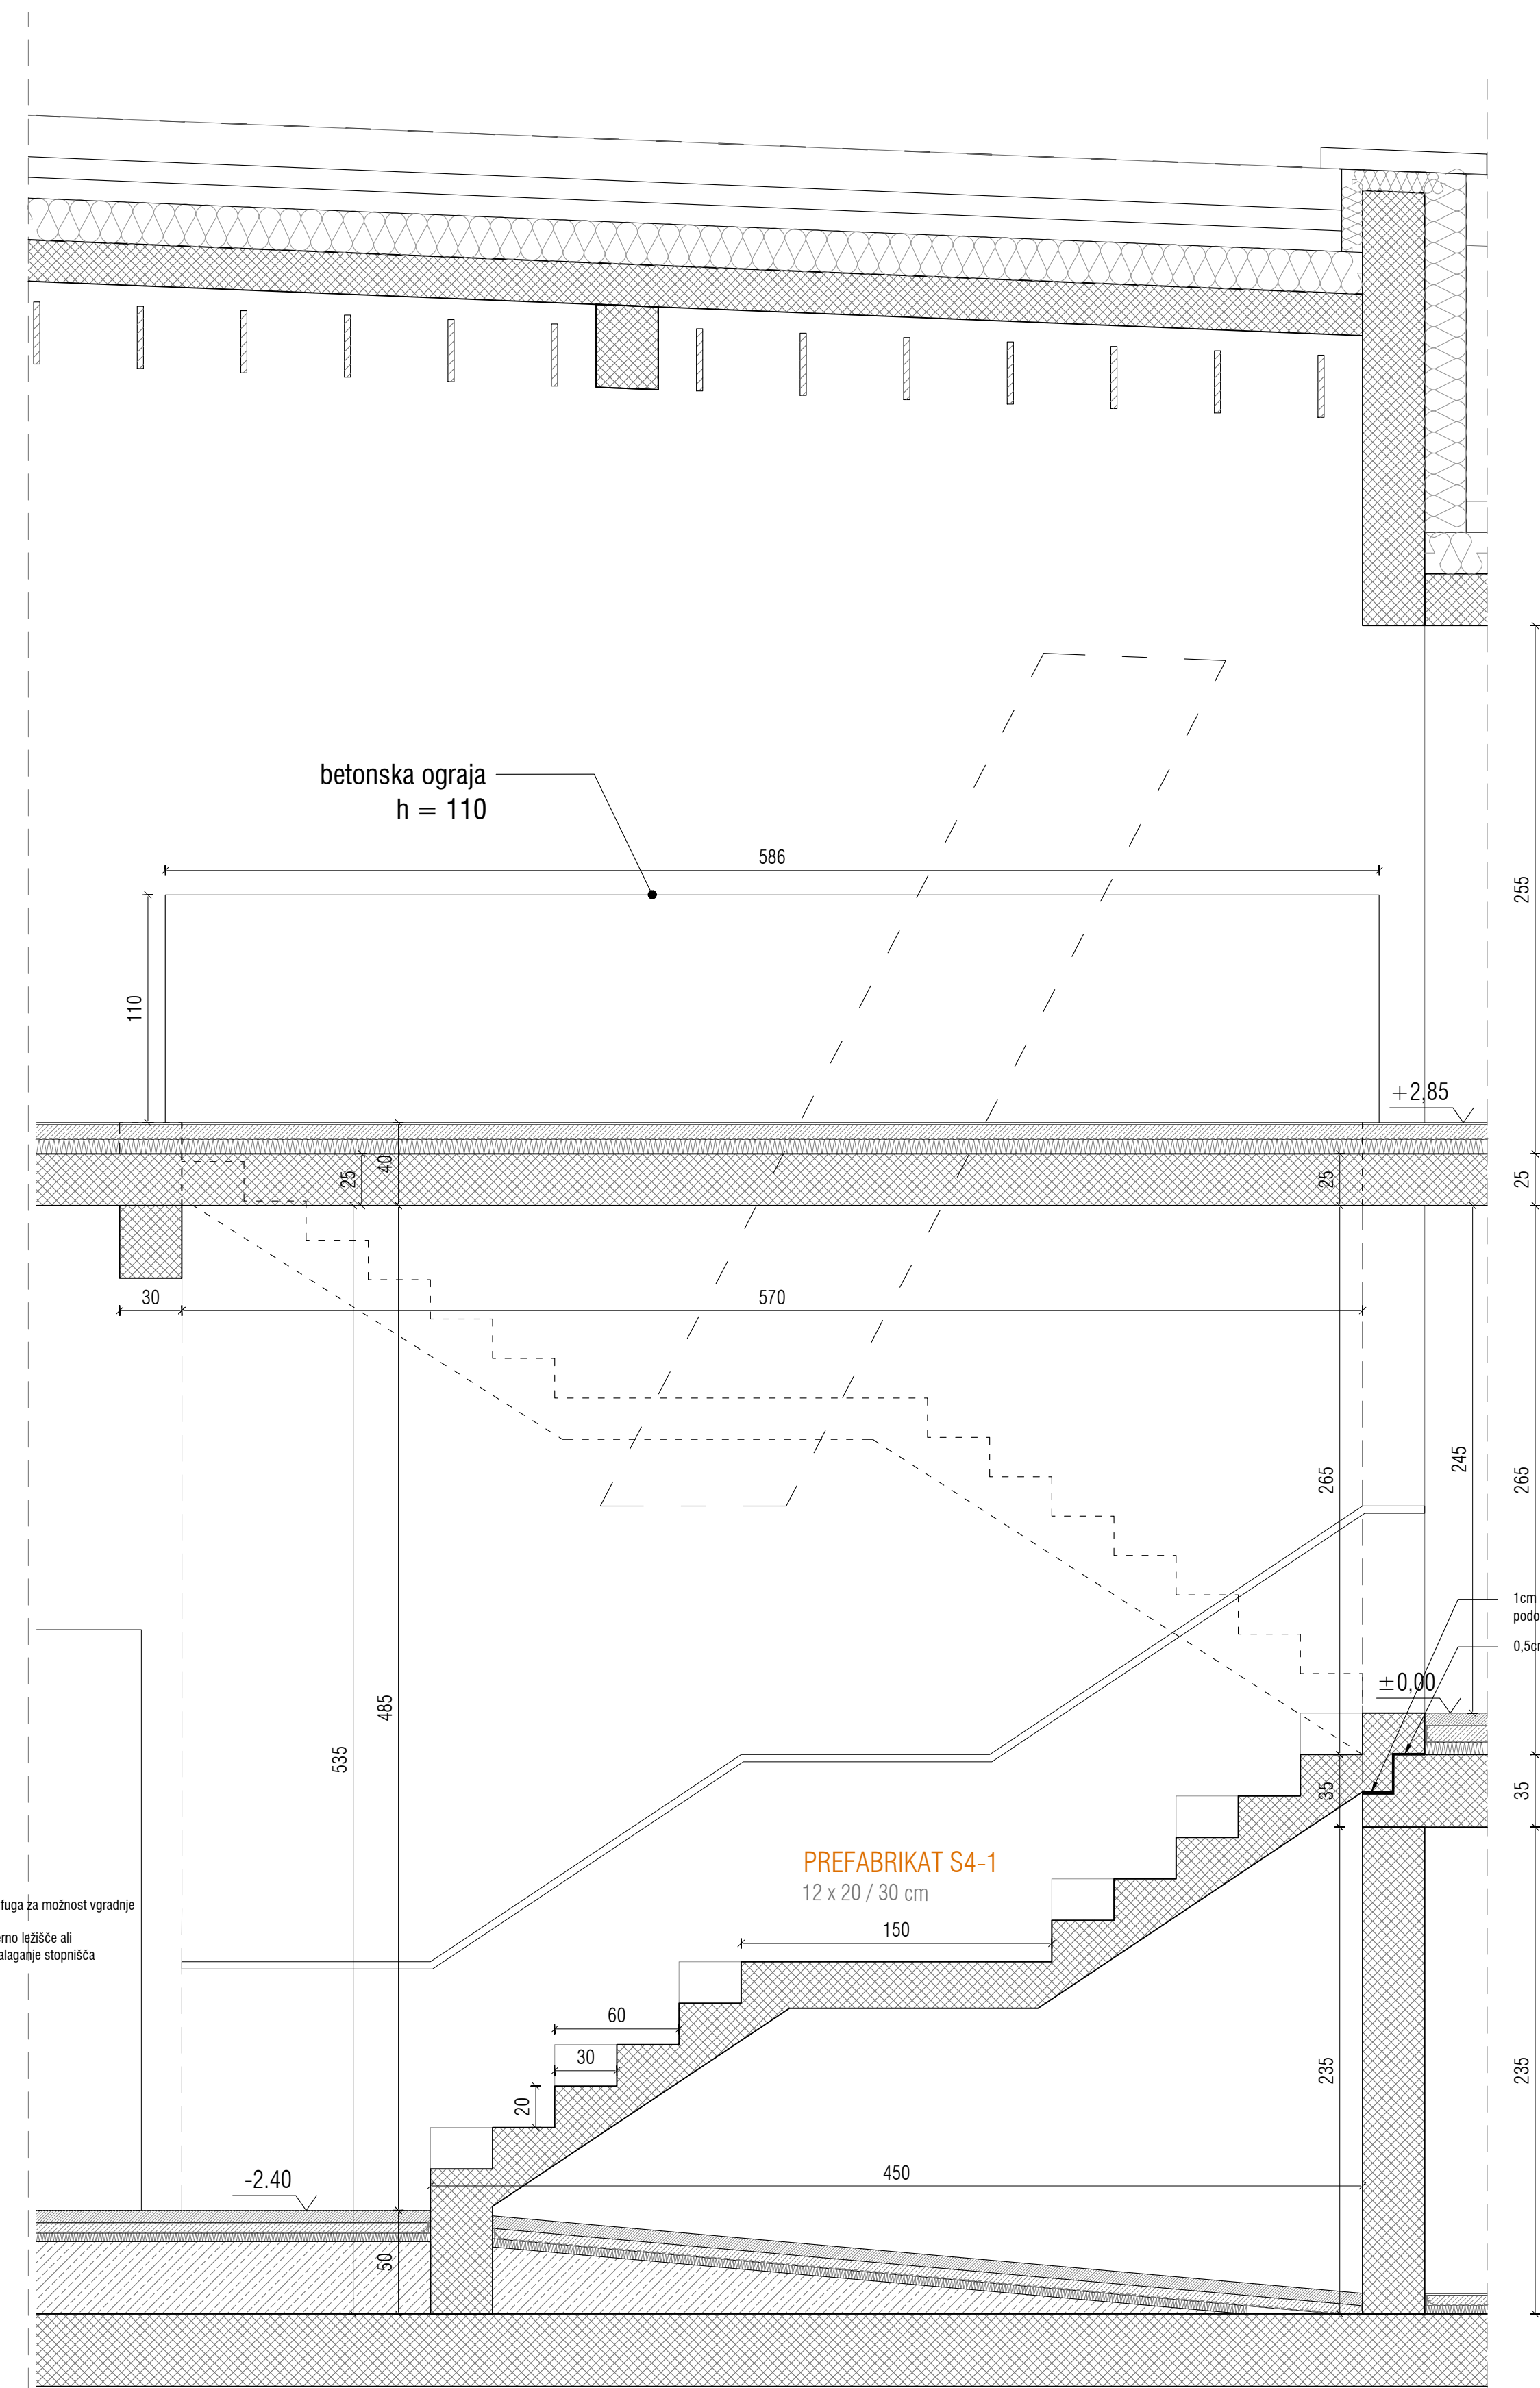 betonska ograja
h = 110
586
110
255
+2,85
25
40
25
25
30
570
265
245
265
1cm
podo
0,5cm
±0,00
485
535
35
35
PREFABRIKAT S4-1
12 x 20 / 30 cm
fuga za možnost vgradnje
erno ležišče ali
alaganje stopnišča
150
60
30
20
235
235
-2.40
450
50